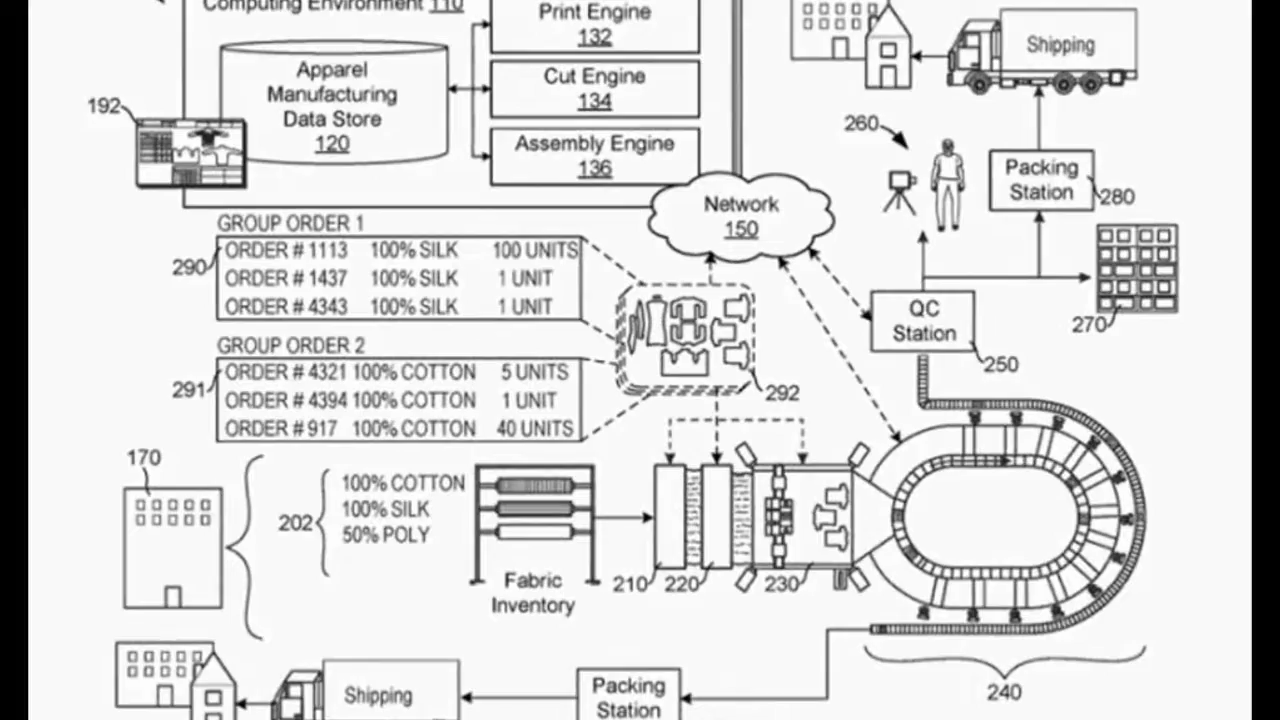 Computing Environment 110
Print Engine
132
Shipping
Apparel
Manufacturing
Data Store
120
Cut Engine
134
192
Assembly Engine
136
260
Packing
Station
280
Network
150
GROUP ORDER 1
290
ORDER # 1113 100% SILK 100 UNITS
ORDER # 1437 100% SILK 1 UNIT
ORDER # 4343 100% SILK 1 UNIT
QC
Station
270
250
GROUP ORDER 2
291
ORDER # 4321 100% COTTON 5 UNITS
ORDER # 4394 100% COTTON 1 UNIT
ORDER # 917 100% COTTON 40 UNITS
292
170
202
100% COTTON
100% SILK
50% POLY
Fabric
Inventory
210
220
230
240
Shipping
Packing
Station